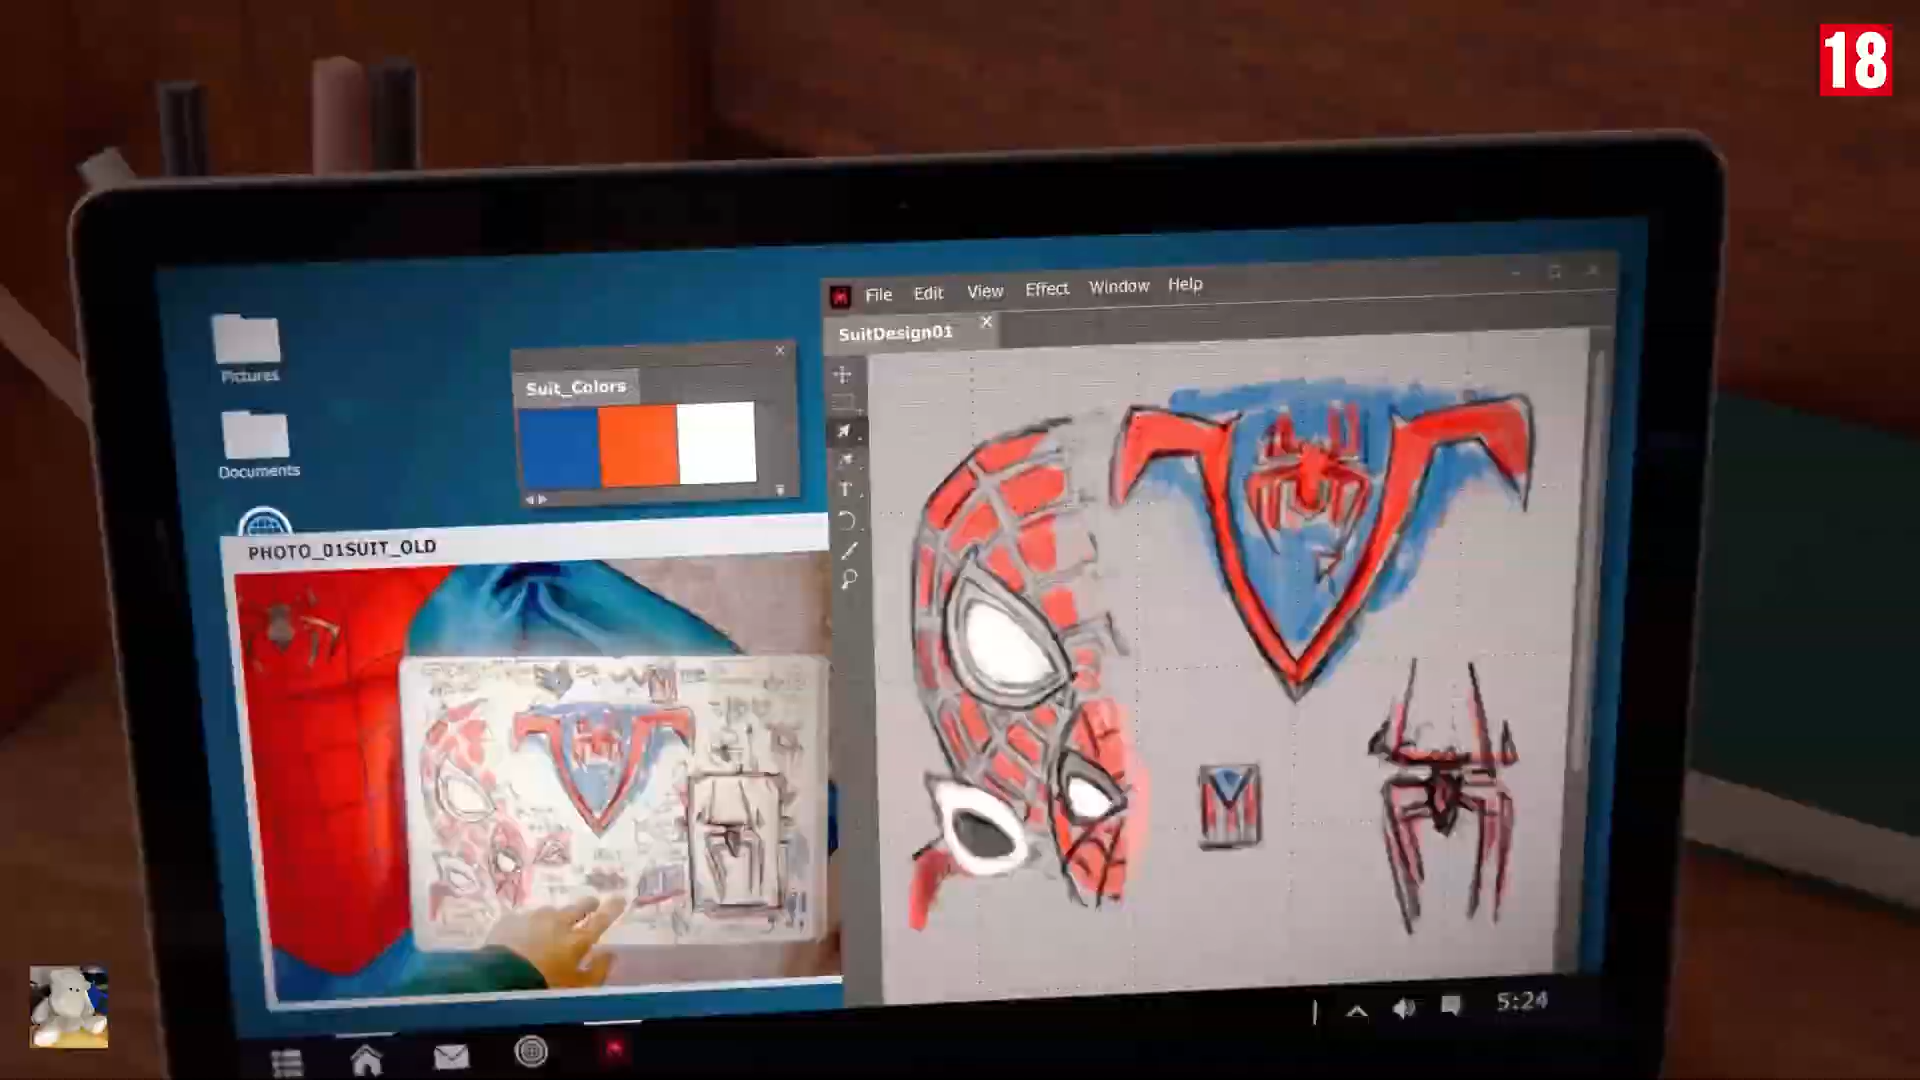 18
File Edit View Effect Window Help
SuitDesign01
Pictures
Suit_Colors
Documents
PHOTO_01SUIT_OLD
T
5:24